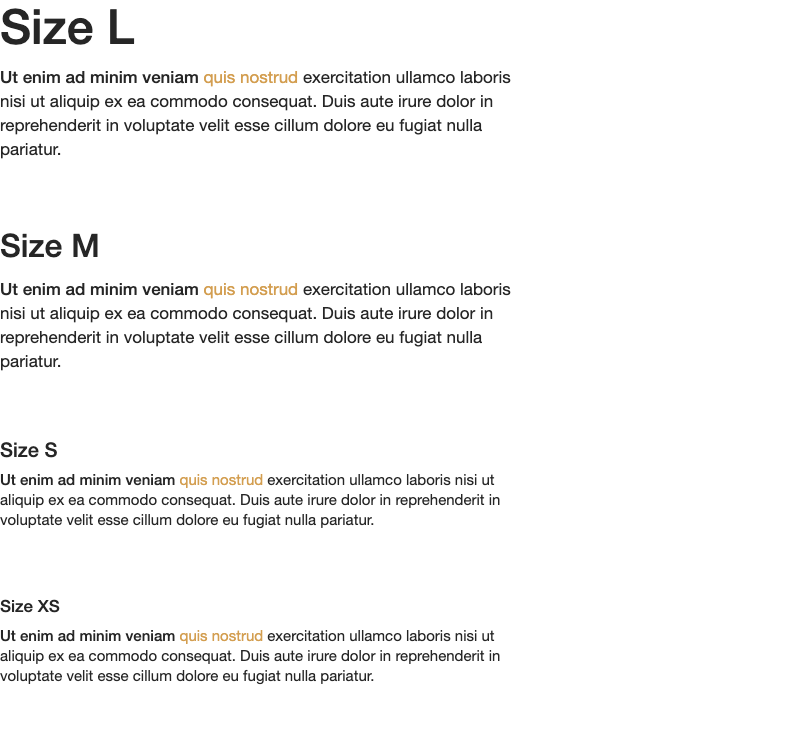 Size L
Ut enim ad minim veniam quis nostrud exercitation ullamco laboris
nisi ut aliquip ex ea commodo consequat. Duis aute irure dolor in
reprehenderit in voluptate velit esse cillum dolore eu fugiat nulla
pariatur.
Size M
Ut enim ad minim veniam quis nostrud exercitation ullamco laboris
nisi ut aliquip ex ea commodo consequat. Duis aute irure dolor in
reprehenderit in voluptate velit esse cillum dolore eu fugiat nulla
pariatur.
Size S
Ut enim ad minim veniam quis nostrud exercitation ullamco laboris nisi ut
aliquip ex ea commodo consequat. Duis aute irure dolor in reprehenderit in
voluptate velit esse cillum dolore eu fugiat nulla pariatur.
Size XS
Ut enim ad minim veniam quis nostrud exercitation ullamco laboris nisi ut
aliquip ex ea commodo consequat. Duis aute irure dolor in reprehenderit in
voluptate velit esse cillum dolore eu fugiat nulla pariatur.